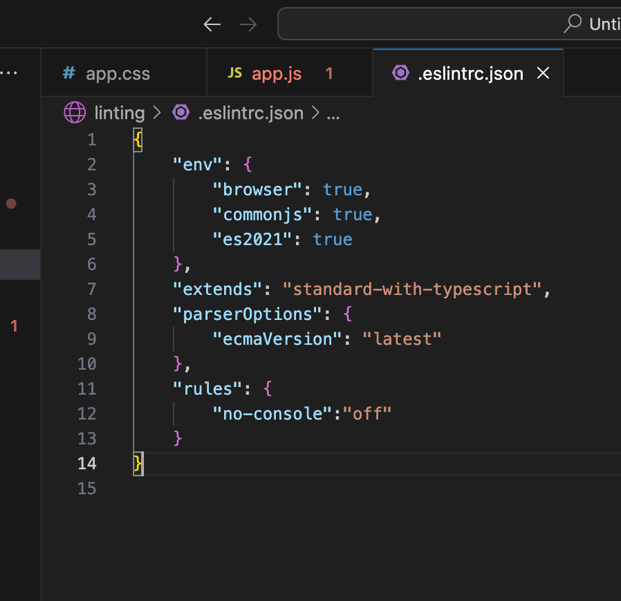 Unti
... # app.css JS app.js 1 .eslintrc.json ×
linting > .eslintrc.json > ...
1 {
2 "env": {
3 "browser": true,
4 "commonjs": true,
5 "es2021": true
6 },
7 "extends": "standard-with-typescript",
8 "parserOptions": {
9 "ecmaVersion": "latest"
1
10 },
11 "rules": {
12 "no-console":"off"
13 }
14 }
15